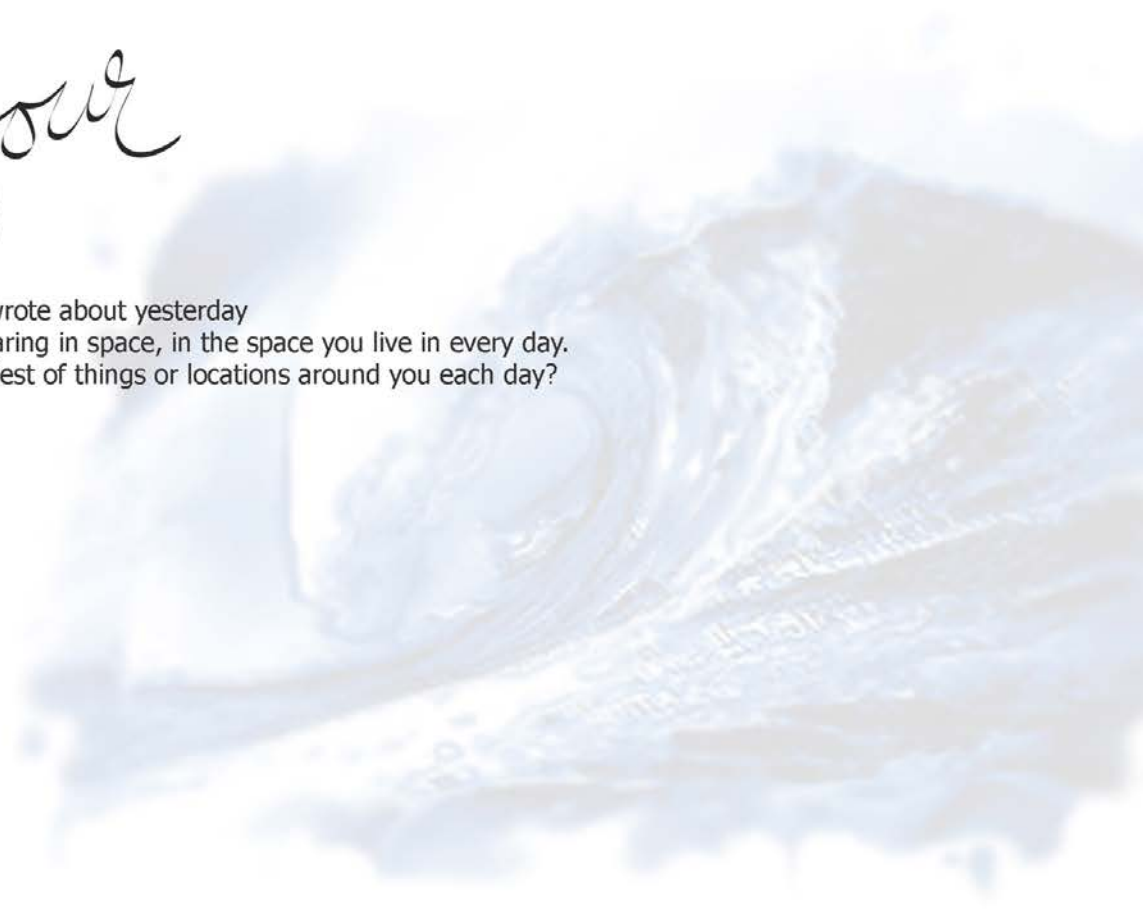 our
wrote about yesterday
aring in space, in the space you live in every day.
est of things or locations around you each day?